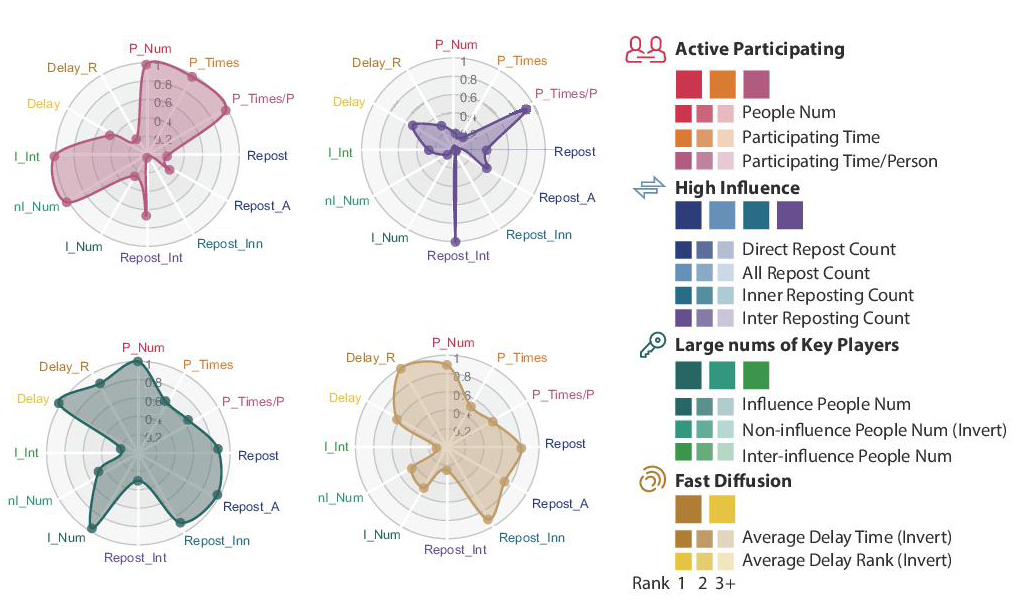 P_Num
Delay_R
P_Times
1
0.8
Delay
0.6
P_Times/P
0.4
0.2
I_Int
Repost
nI_Num
Repost_A
I_Num
Repost_Inn
Repost_Int
P_Num
Delay_R
P_Times
1
0.8
Delay
0.6
P_Times/P
0.4
I_Int
Repost
nI_Num
Repost_A
I_Num
Repost_Inn
Repost_Int
P_Num
Delay_R
P_Times
1
0.8
Delay
0.6
P_Times/P
0.4
0.2
I_Int
Repost
nI_Num
Repost_A
I_Num
Repost_Inn
Repost_Int
P_Num
Delay_R
P_Times
1
0.8
Delay
0.6
P_Times/P
0.4
0.2
I_Int
Repost
nI_Num
Repost_A
I_Num
Repost_Inn
Repost_Int
Active Participating
People Num
Participating Time
Participating Time/Person
High Influence
Direct Repost Count
All Repost Count
Inner Reposting Count
Inter Reposting Count
Large nums of Key Players
Influence People Num
Non-influence People Num (Invert)
Inter-influence People Num
Fast Diffusion
Average Delay Time (Invert)
Average Delay Rank (Invert)
Rank 1 2 3+